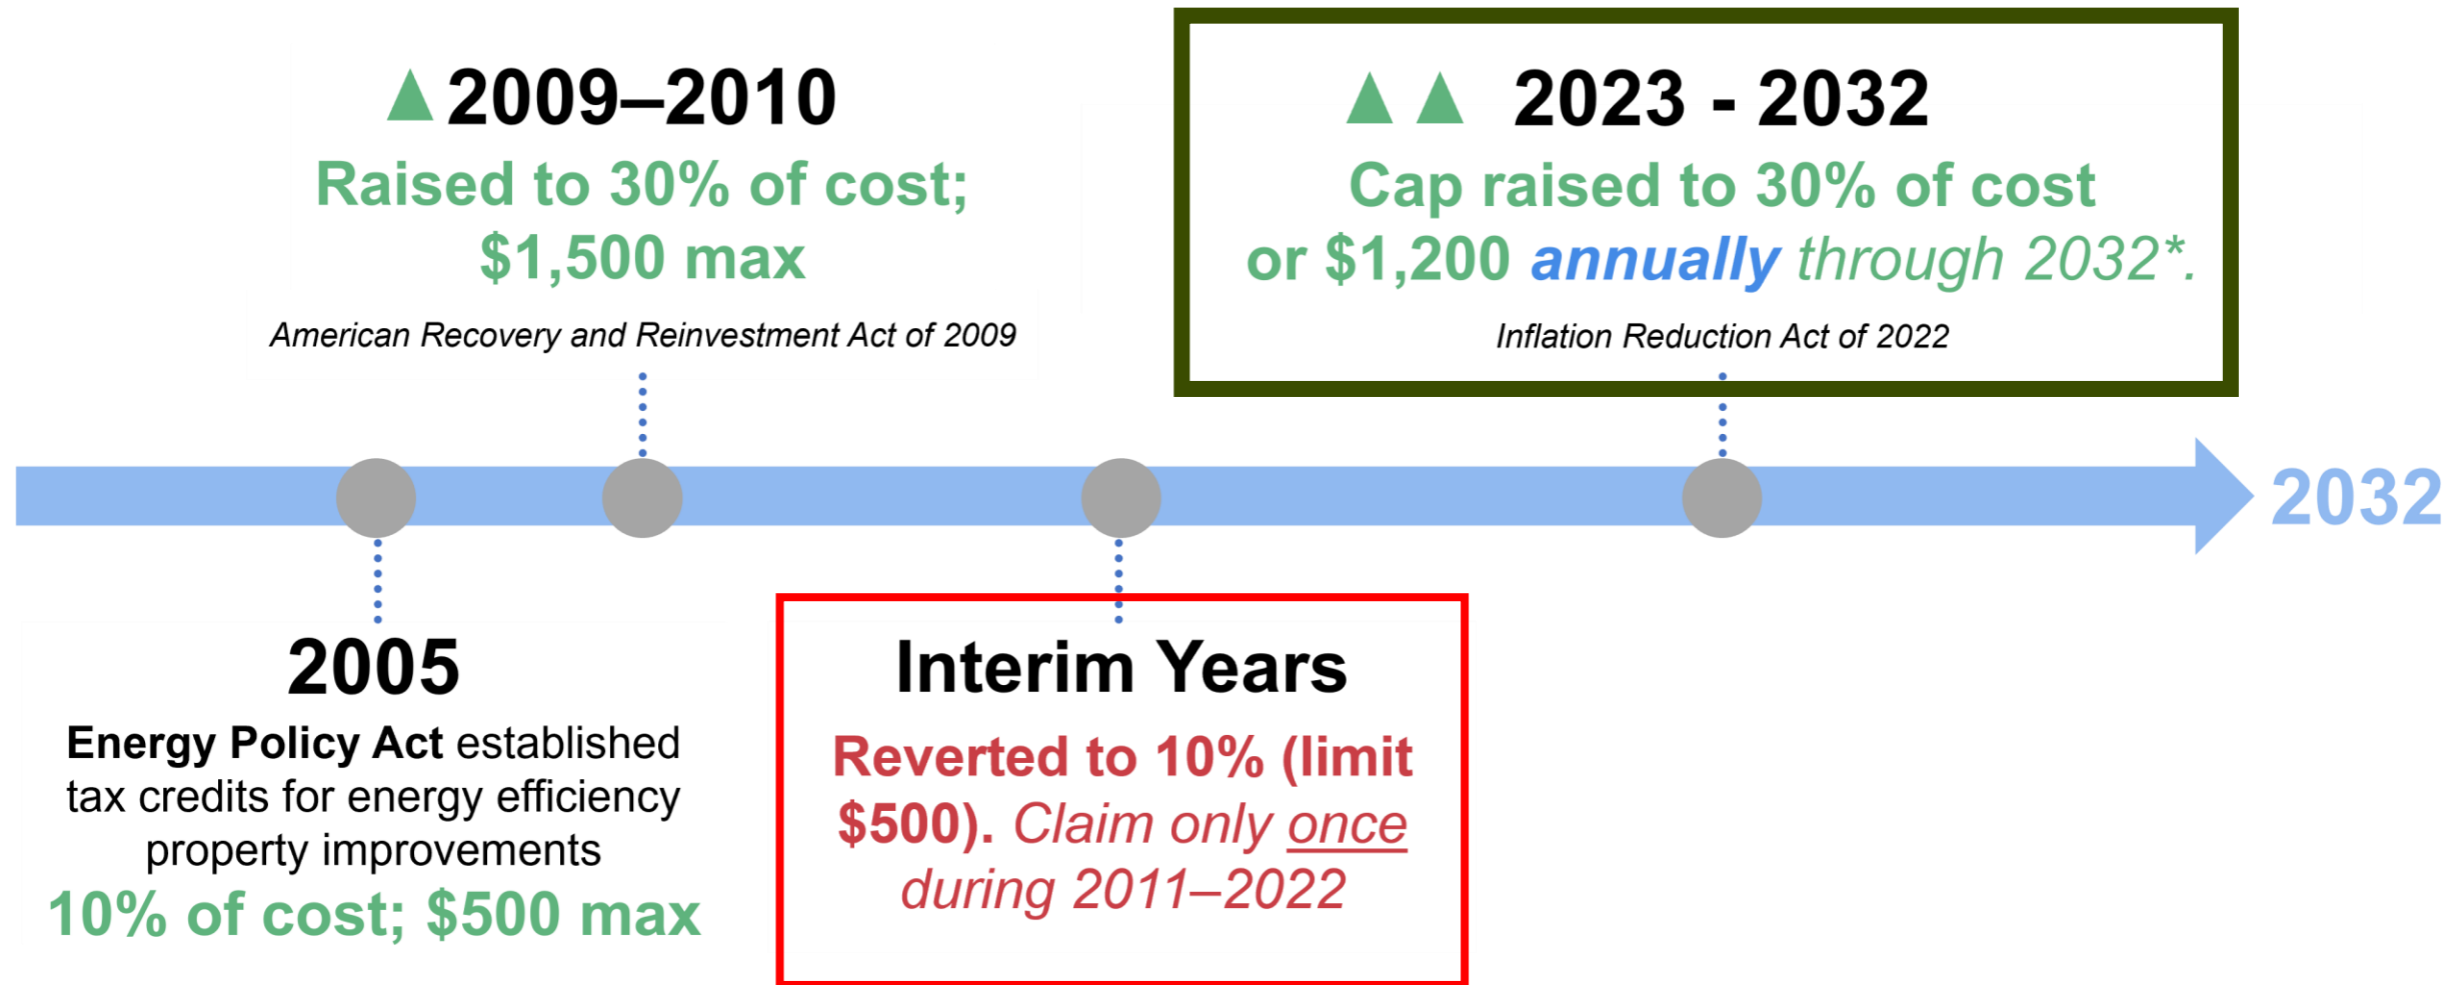 2009–2010
Raised to 30% of cost;
$1,500 max
American Recovery and Reinvestment Act of 2009
2023 - 2032
Cap raised to 30% of cost
or $1,200 annually through 2032*.
Inflation Reduction Act of 2022
2032
2005
Energy Policy Act established
tax credits for energy efficiency
property improvements
10% of cost; $500 max
Interim Years
Reverted to 10% (limit
$500). Claim only once
during 2011–2022